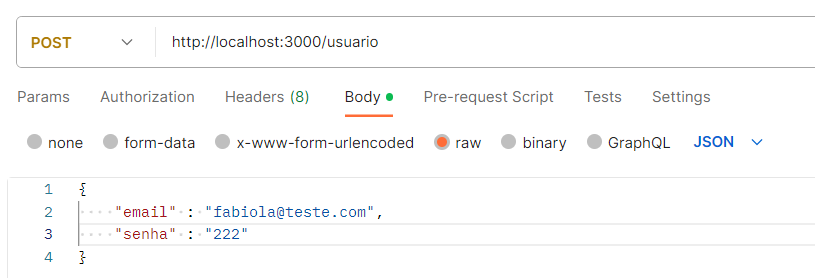 POST http://localhost:3000/usuario
Params Authorization Headers (8) Body Pre-request Script Tests Settings
none form-data x-www-form-urlencoded raw binary GraphQL JSON
1 {
2 "email" : "fabiola@teste.com",
3 "senha" : "222"
4 }